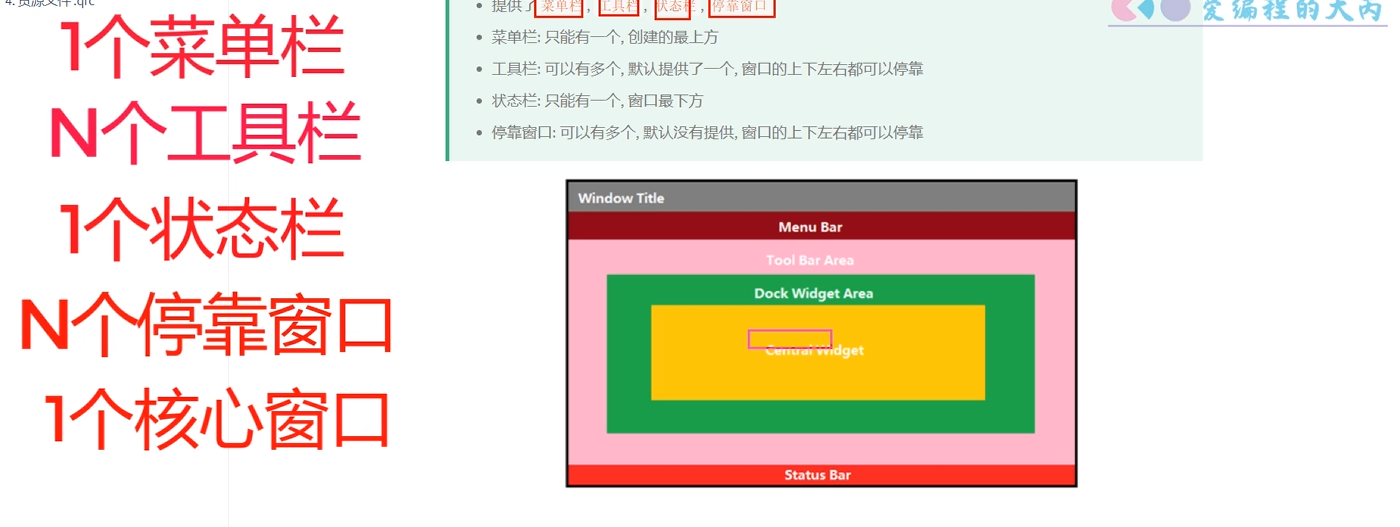 4. 资源文件 .qrc
1个菜单栏
N个工具栏
1个状态栏
N个停靠窗口
1个核心窗口
提供了 菜单栏, 工具栏, 状态栏, 停靠窗口
菜单栏: 只能有一个, 创建的最上方
工具栏: 可以有多个, 默认提供了一个, 窗口的上下左右都可以停靠
状态栏: 只能有一个, 窗口最下方
停靠窗口: 可以有多个, 默认没有提供, 窗口的上下左右都可以停靠
Window Title
Menu Bar
Tool Bar Area
Dock Widget Area
Central Widget
Status Bar
爱编程的大丙